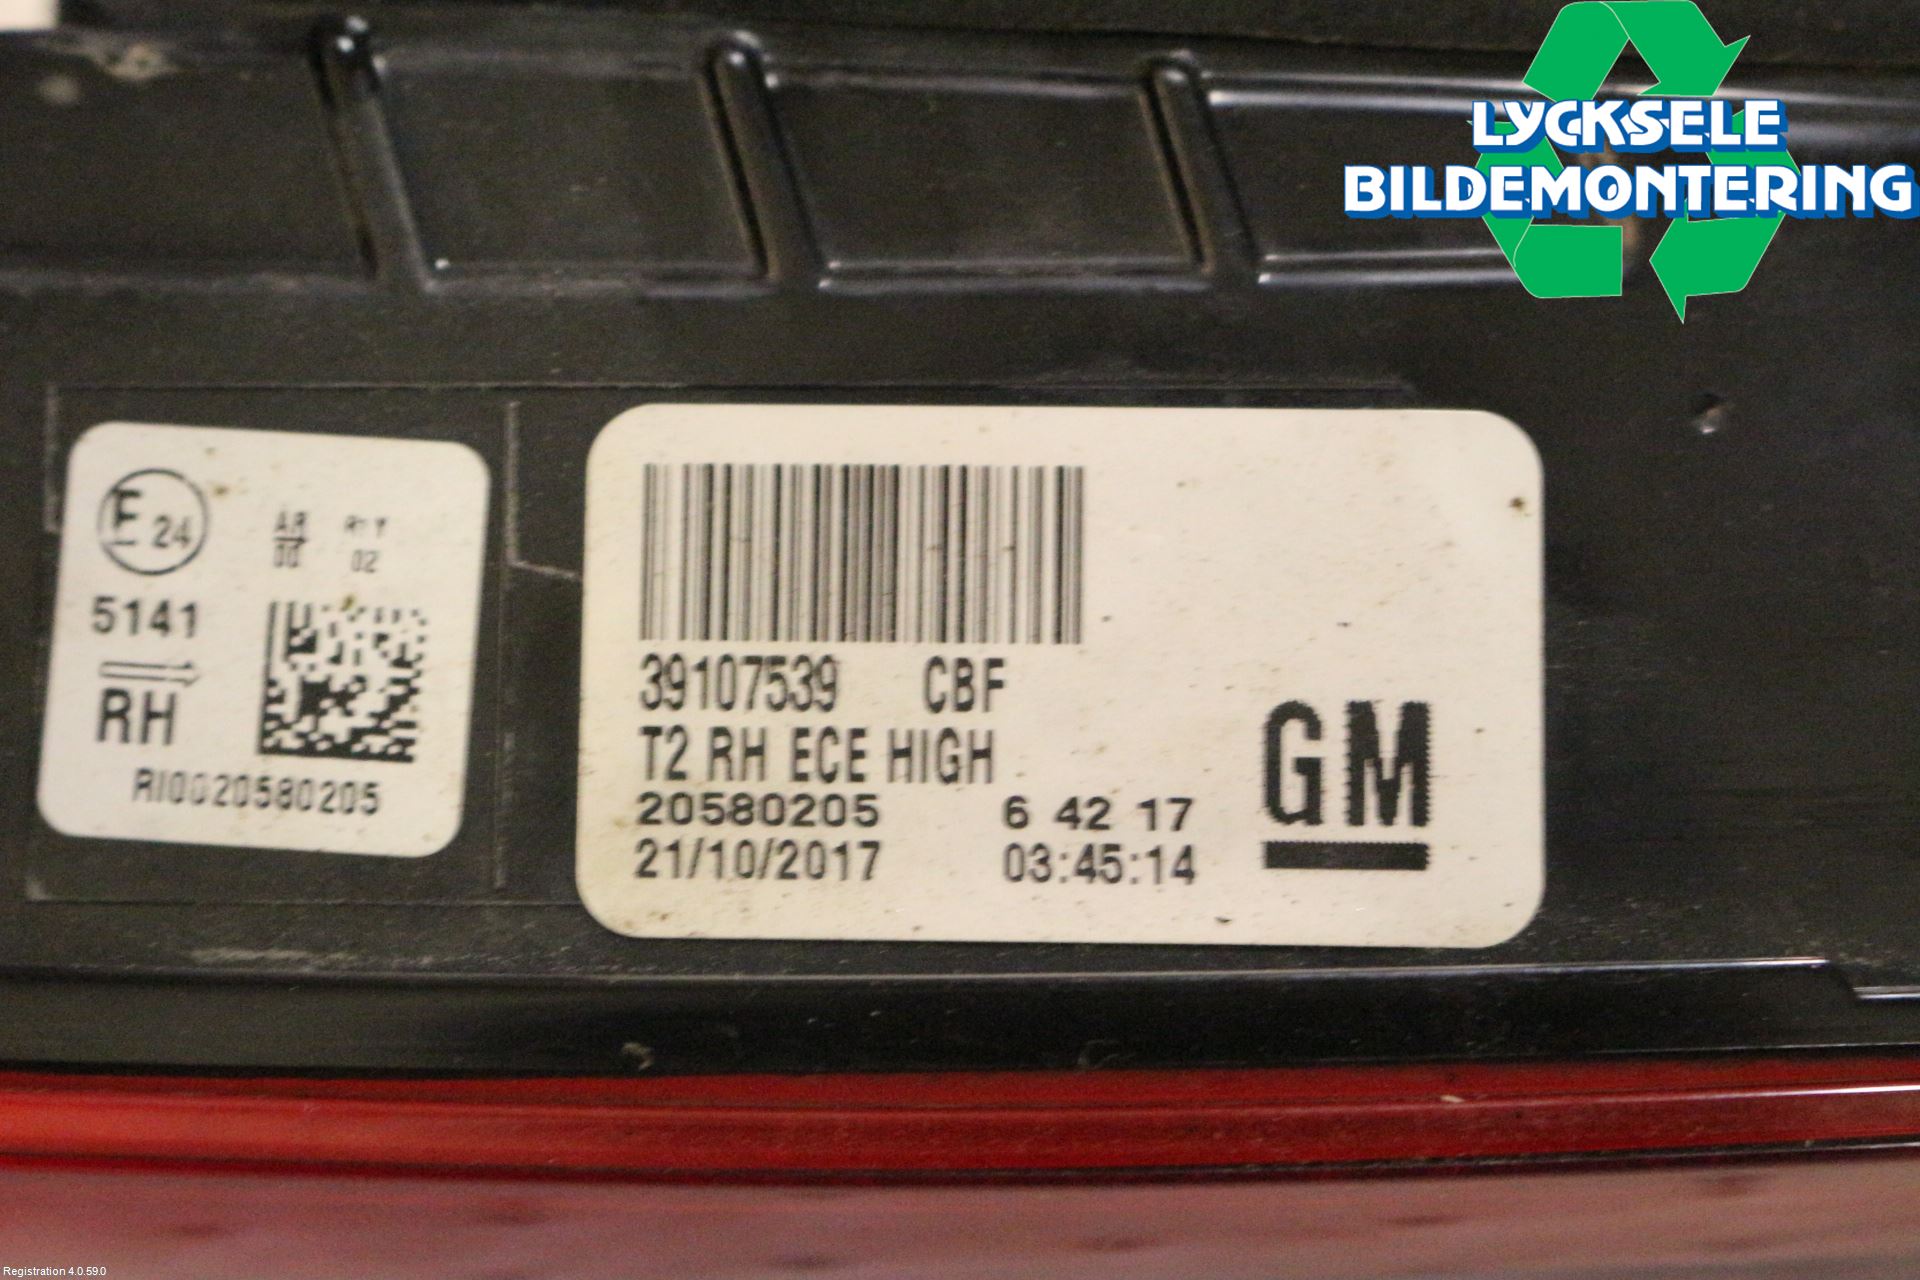 LYCKSELE
BILDEMONTERING
E 24
AR R1 Y
00 02
5141
RH
RI0020580205
39107539 CBF
T2 RH ECE HIGH
20580205 6 42 17
21/10/2017 03:45:14
GM
Registration 4.0.59.0